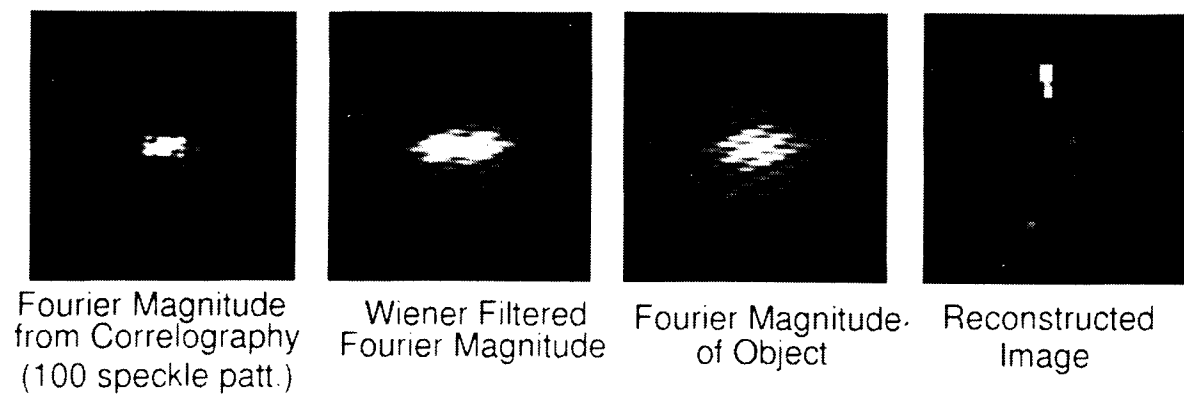 Fourier Magnitude
from Correlography
(100 speckle patt.)
Wiener Filtered
Fourier Magnitude
Fourier Magnitude
of Object
Reconstructed
Image